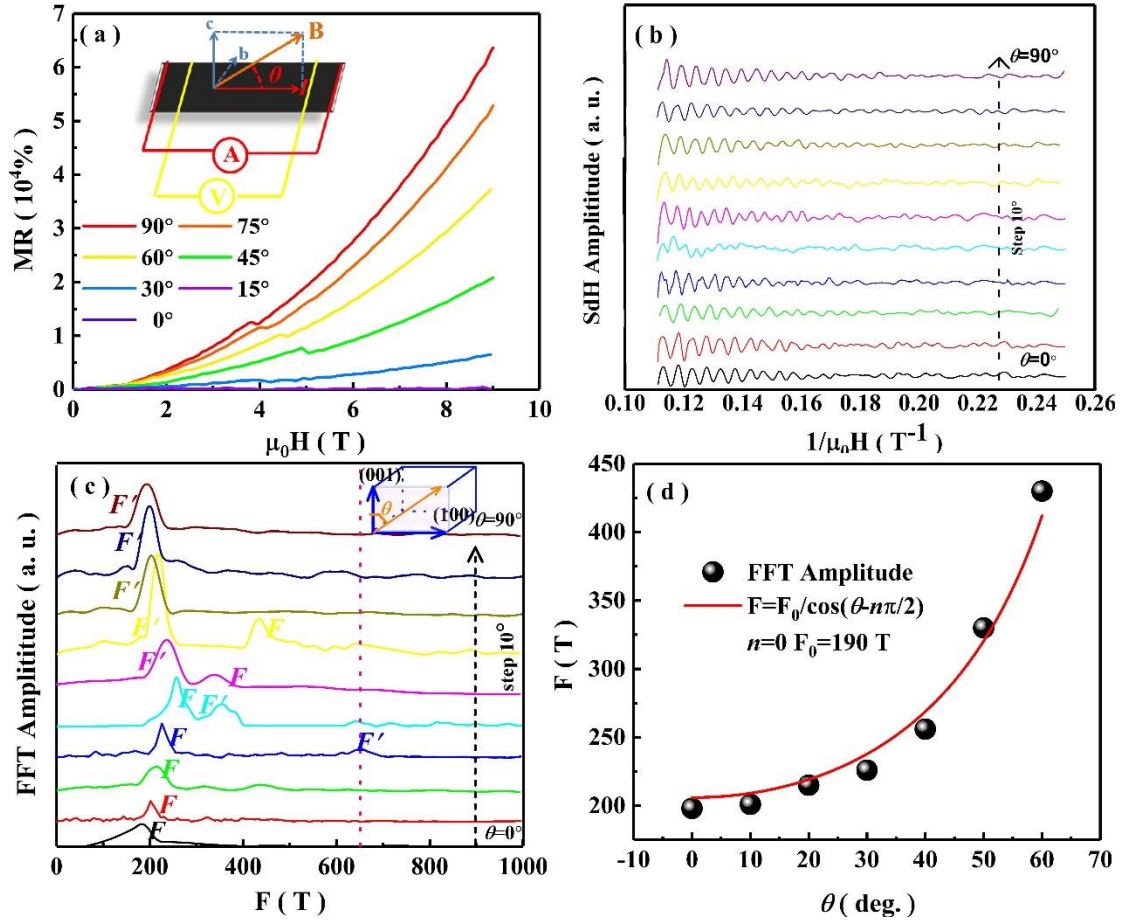 ( a )
c
b
B
θ
I
A
V
90° 75°
60° 45°
30° 15°
0°
MR ( 10⁴% )
7
6
5
4
3
2
1
0
0 2 4 6 8 10
μ₀H ( T )
( b )
θ=90°
Step 10°
θ=0°
SdH Amplititude ( a. u. )
0.10 0.12 0.14 0.16 0.18 0.20 0.22 0.24 0.26
1/μ₀H ( T⁻¹ )
( c )
(001)
θ
(100)
θ=90°
F′
F′
F′
F′ F
F′ F
F F′
F F′
F
F
F
step 10°
θ=0°
FFT Amplititude ( a. u. )
0 200 400 600 800 1000
F ( T )
( d )
FFT Amplitude
F=F₀/cos(θ-nπ/2)
n=0 F₀=190 T
F ( T )
450
400
350
300
250
200
-10 0 10 20 30 40 50 60 70
θ ( deg. )